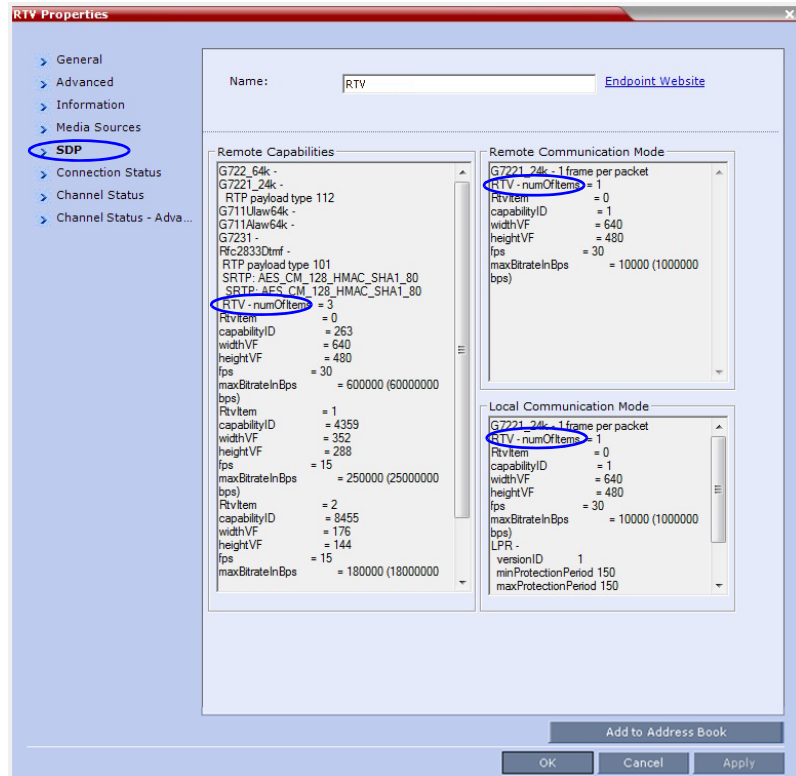 RTV Properties
x
General
Advanced
Information
Media Sources
SDP
Connection Status
Channel Status
Channel Status - Adva...
Name:
RTV
Endpoint Website
Remote Capabilities
G722_64k -
G7221_24k -
RTP payload type 112
G711Ulaw64k -
G711Alaw64k -
G7231 -
Rfc2833Dtmf -
RTP payload type 101
SRTP: AES_CM_128_HMAC_SHA1_80
SRTP: AES_CM_128_HMAC_SHA1_80
RTV - numOfItems = 3
RtvItem = 0
capabilityID = 263
widthVF = 640
heightVF = 480
fps = 30
maxBitrateInBps = 600000 (60000000
bps)
RtvItem = 1
capabilityID = 4359
widthVF = 352
heightVF = 288
fps = 15
maxBitrateInBps = 250000 (25000000
bps)
RtvItem = 2
capabilityID = 8455
widthVF = 176
heightVF = 144
fps = 15
maxBitrateInBps = 180000 (18000000
Remote Communication Mode
G7221_24k - 1 frame per packet
RTV - numOfItems = 1
RtvItem = 0
capabilityID = 1
widthVF = 640
heightVF = 480
fps = 30
maxBitrateInBps = 10000 (1000000
bps)
Local Communication Mode
G7221_24k - 1 frame per packet
RTV - numOfItems = 1
RtvItem = 0
capabilityID = 1
widthVF = 640
heightVF = 480
fps = 30
maxBitrateInBps = 10000 (1000000
bps)
LPR -
versionID 1
minProtectionPeriod 150
maxProtectionPeriod 150
Add to Address Book
OK
Cancel
Apply